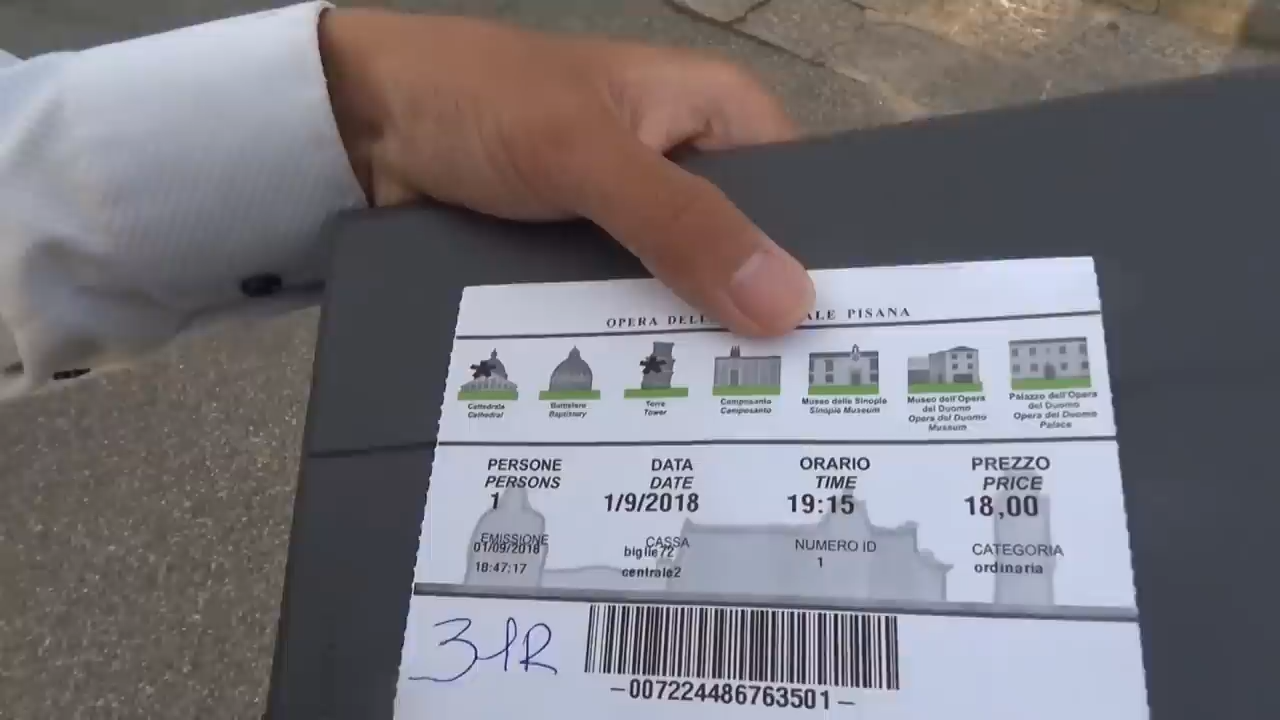 OPERA DELL ALE PISANA
Cattedrale Battistero Torre Camposanto Museo delle Sinopie Museo dell'Opera Palazzo dell'Opera
Cathedral Baptistery Tower Camposanto Sinopie Museum del Duomo del Duomo
Opera del Duomo Opera del Duomo
Museum Palace
PERSONE DATA ORARIO PREZZO
PERSONS DATE TIME PRICE
1 1/9/2018 19:15 18,00
EMISSIONE CASSA NUMERO ID CATEGORIA
01/09/2018 biglie72 1 ordinaria
18:47:17 centrale2
–007224486763501–